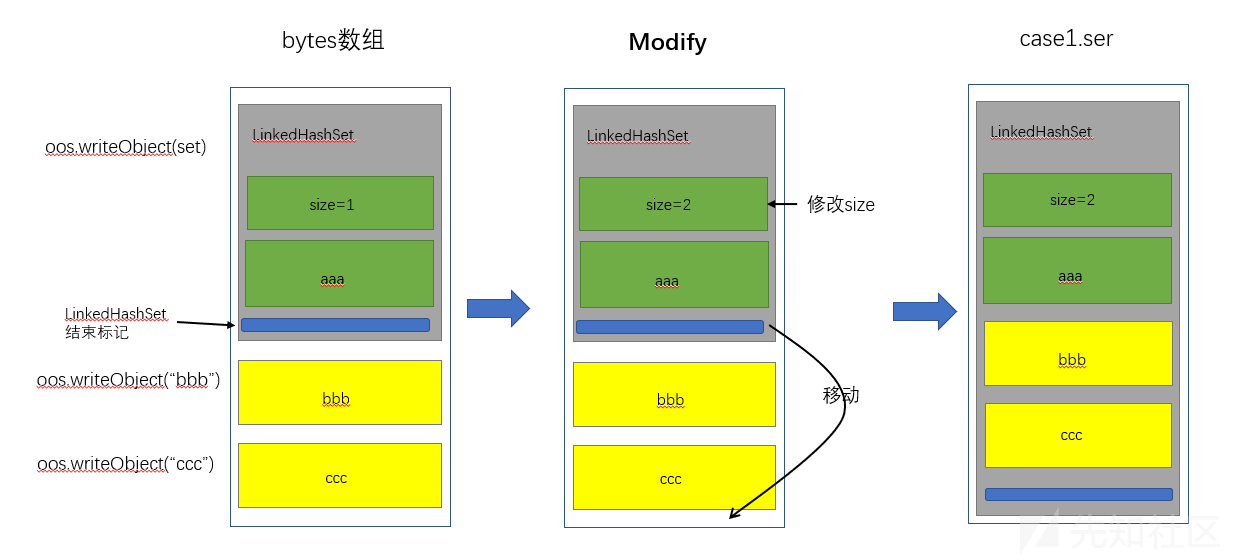 bytes数组
Modify
case1.ser
oos.writeObject(set)
LinkedHashSet
size=1
aaa
LinkedHashSet
结束标记
oos.writeObject(“bbb”)
bbb
oos.writeObject(“ccc”)
ccc
LinkedHashSet
size=2
修改size
aaa
移动
bbb
ccc
LinkedHashSet
size=2
aaa
bbb
ccc
先知社区